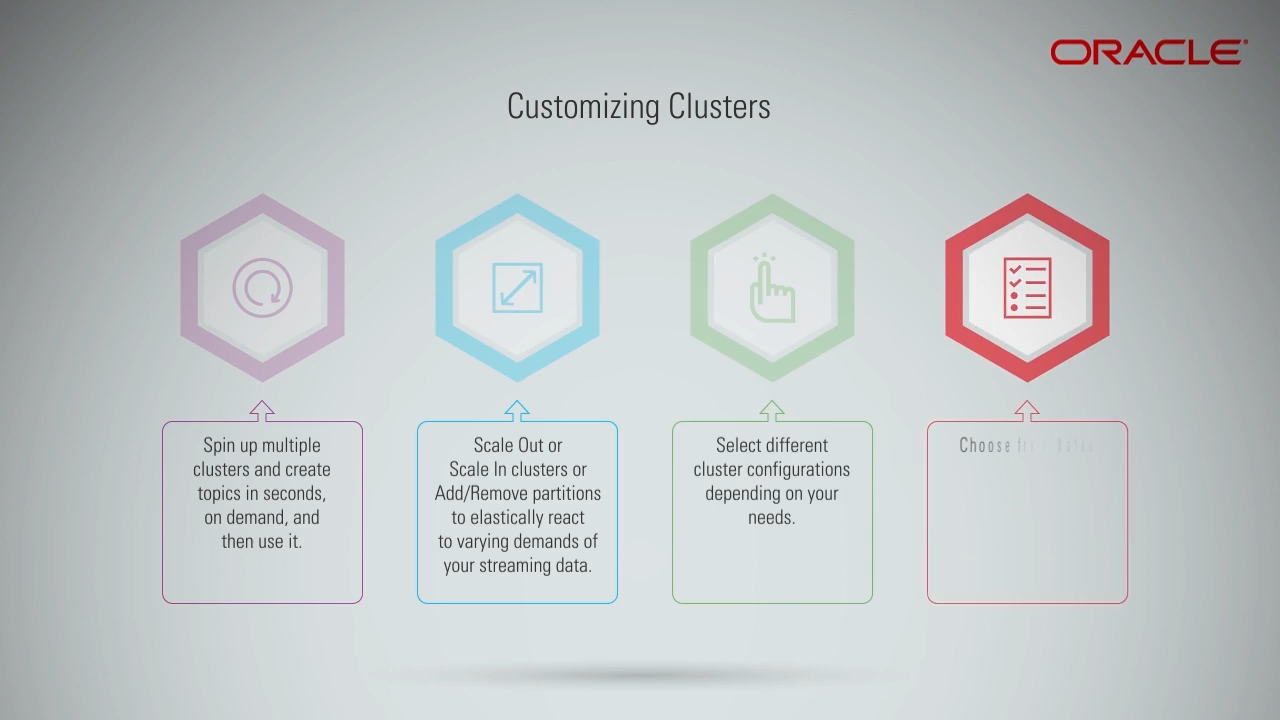 ORACLE
Customizing Clusters
Spin up multiple
clusters and create
topics in seconds,
on demand, and
then use it.
Scale Out or
Scale In clusters or
Add/Remove partitions
to elastically react
to varying demands of
your streaming data.
Select different
cluster configurations
depending on your
needs.
Choose